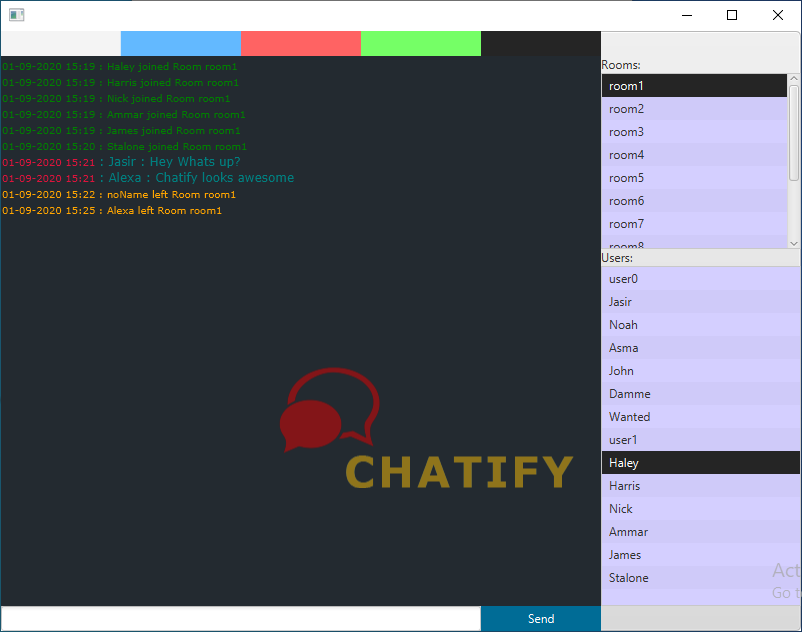 01-09-2020 15:19 : Haley joined Room room1
01-09-2020 15:19 : Harris joined Room room1
01-09-2020 15:19 : Nick joined Room room1
01-09-2020 15:19 : Ammar joined Room room1
01-09-2020 15:19 : James joined Room room1
01-09-2020 15:20 : Stalone joined Room room1
01-09-2020 15:21 : Jasir : Hey Whats up?
01-09-2020 15:21 : Alexa : Chatify looks awesome
01-09-2020 15:22 : noName left Room room1
01-09-2020 15:25 : Alexa left Room room1
CHATIFY
Send
Rooms:
room1
room2
room3
room4
room5
room6
room7
room8
Users:
user0
Jasir
Noah
Asma
John
Damme
Wanted
user1
Haley
Harris
Nick
Ammar
James
Stalone
Act
Go t